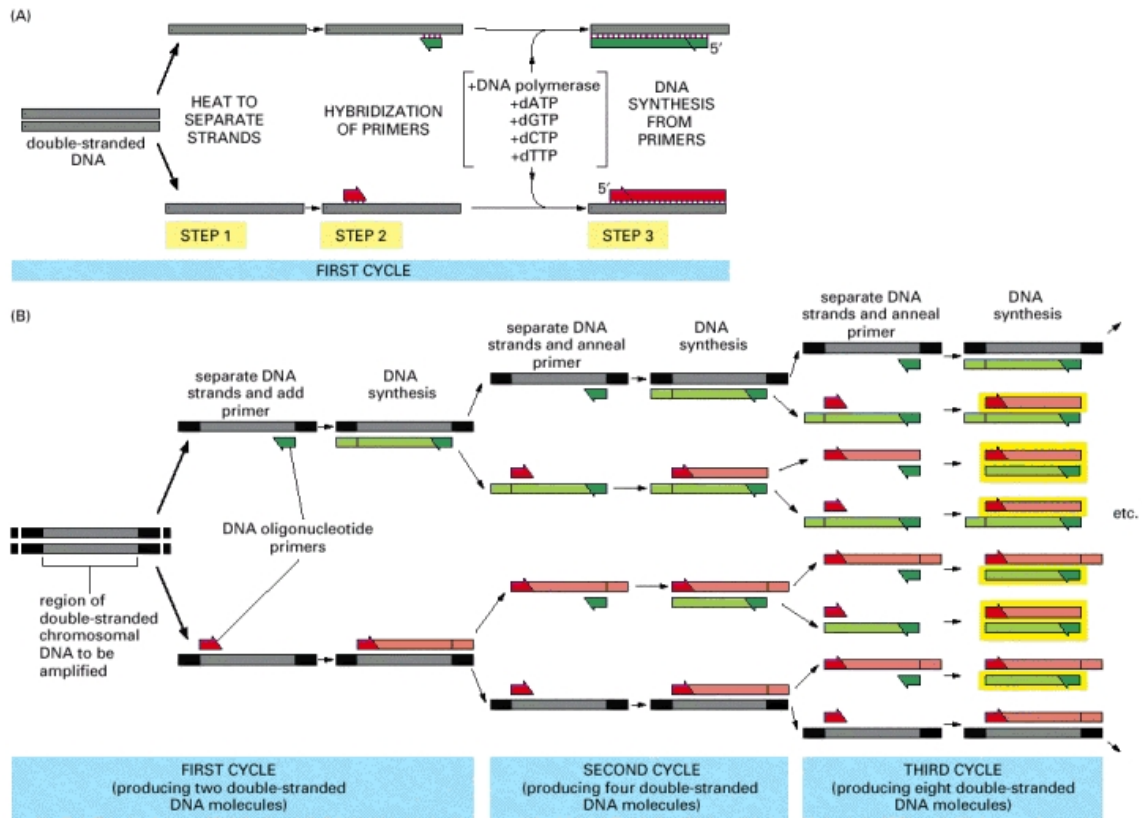 (A)
5′
HEAT TO
SEPARATE
STRANDS
HYBRIDIZATION
OF PRIMERS
+DNA polymerase
+dATP
+dGTP
+dCTP
+dTTP
DNA
SYNTHESIS
FROM
PRIMERS
double-stranded
DNA
5′
STEP 1
STEP 2
STEP 3
FIRST CYCLE
(B)
separate DNA
strands and add
primer
DNA
synthesis
separate DNA
strands and anneal
primer
DNA
synthesis
separate DNA
strands and anneal
primer
DNA
synthesis
DNA oligonucleotide
primers
region of
double-stranded
chromosomal
DNA to be
amplified
etc.
FIRST CYCLE
(producing two double-stranded
DNA molecules)
SECOND CYCLE
(producing four double-stranded
DNA molecules)
THIRD CYCLE
(producing eight double-stranded
DNA molecules)